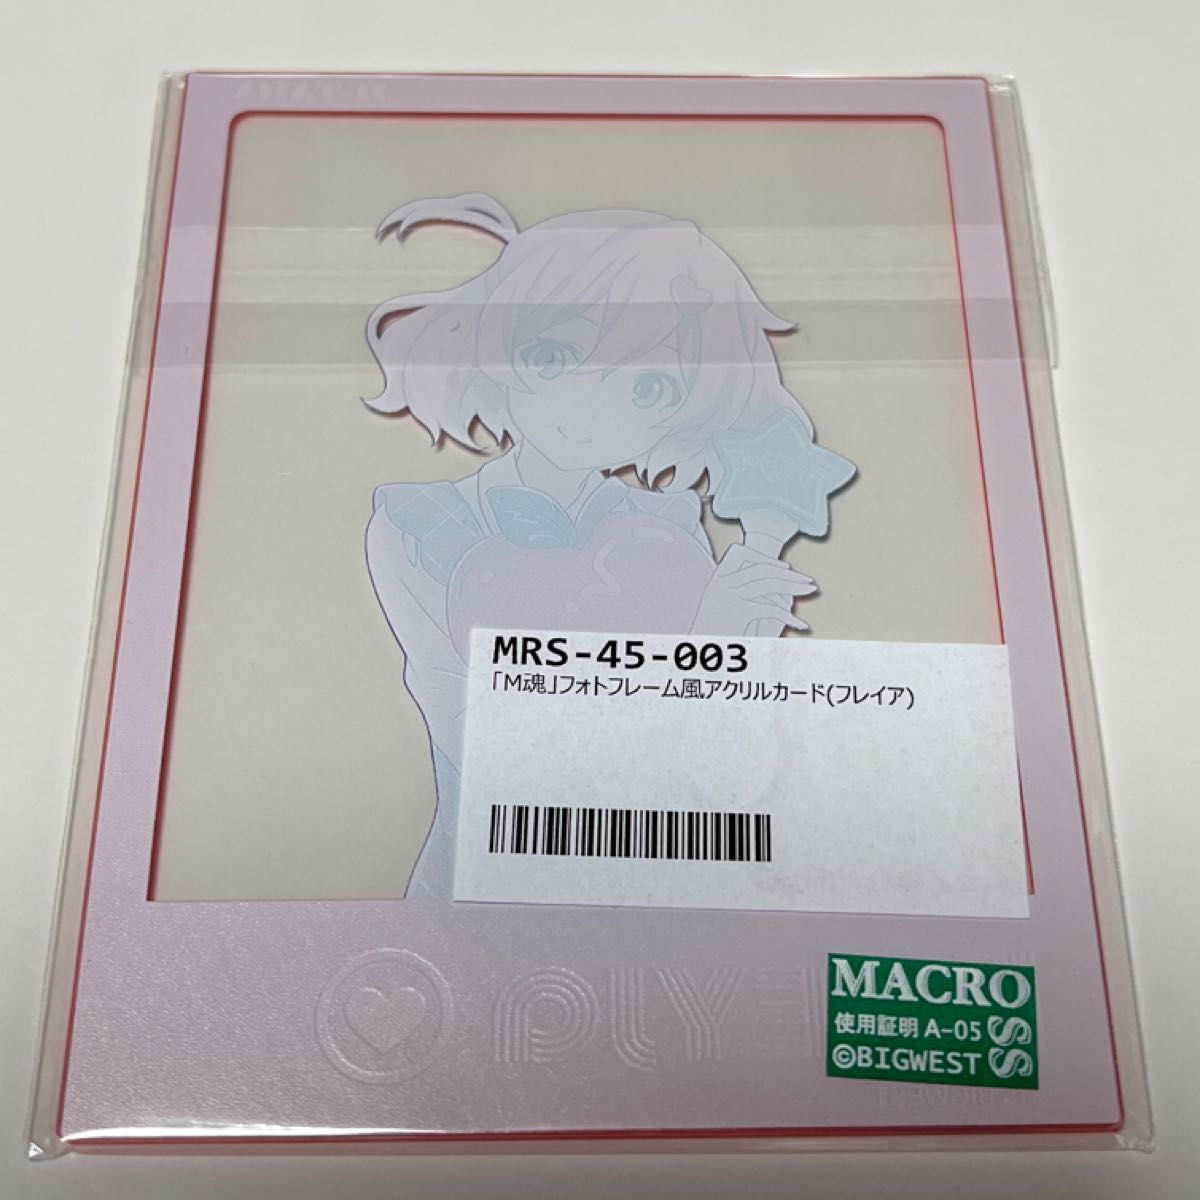 MRS-45-003
「M魂」フォトフレーム風アクリルカード(フレイア)
MACROSS
使用証明 A-05
©BIGWEST